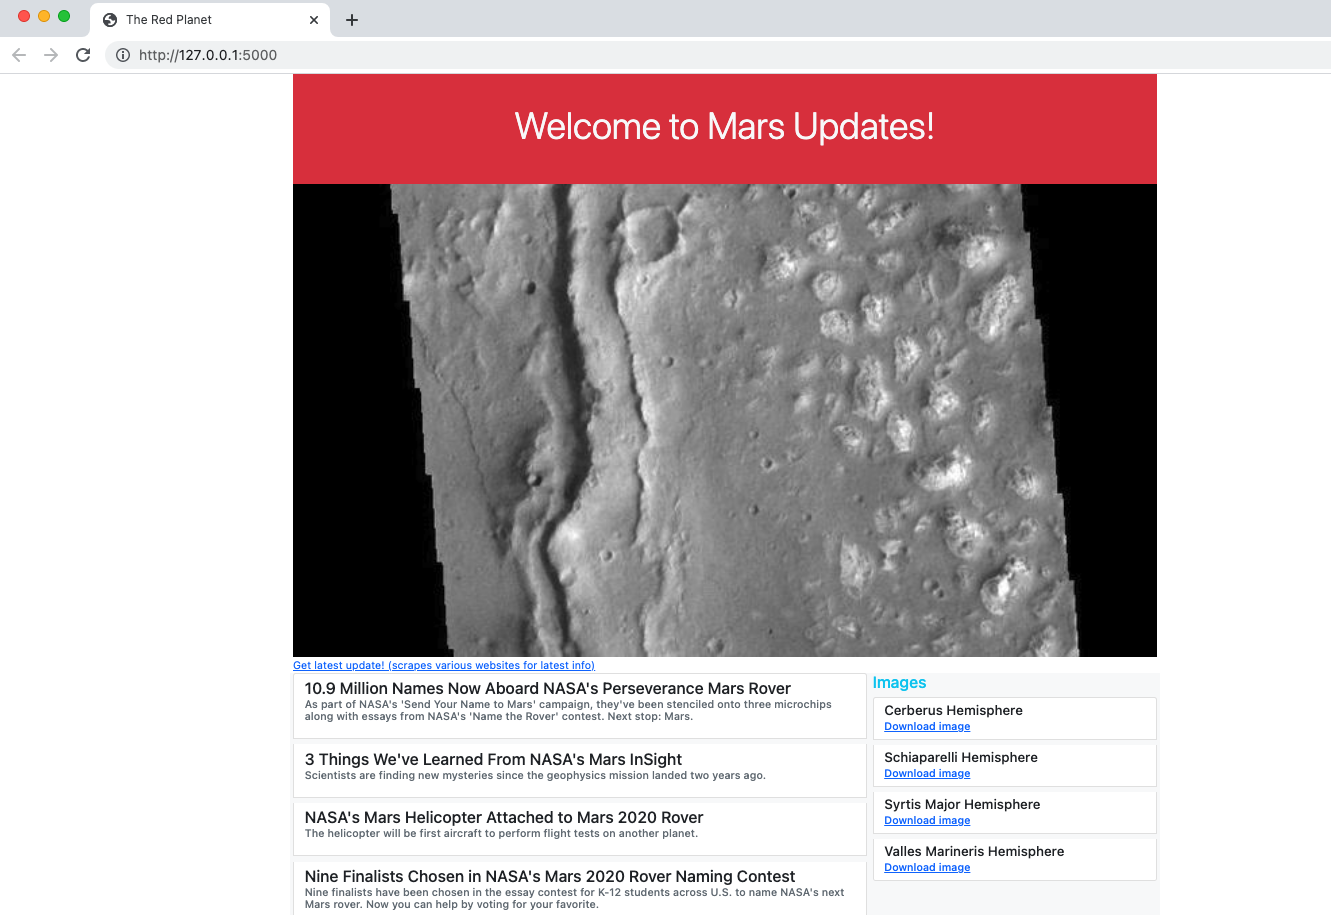 The Red Planet
http://127.0.0.1:5000
Welcome to Mars Updates!
Get latest update! (scrapes various websites for latest info)
10.9 Million Names Now Aboard NASA's Perseverance Mars Rover
As part of NASA's 'Send Your Name to Mars' campaign, they've been stenciled onto three microchips
along with essays from NASA's 'Name the Rover' contest. Next stop: Mars.
3 Things We've Learned From NASA's Mars InSight
Scientists are finding new mysteries since the geophysics mission landed two years ago.
NASA's Mars Helicopter Attached to Mars 2020 Rover
The helicopter will be first aircraft to perform flight tests on another planet.
Nine Finalists Chosen in NASA's Mars 2020 Rover Naming Contest
Nine finalists have been chosen in the essay contest for K-12 students across U.S. to name NASA's next
Mars rover. Now you can help by voting for your favorite.
Images
Cerberus Hemisphere
Download image
Schiaparelli Hemisphere
Download image
Syrtis Major Hemisphere
Download image
Valles Marineris Hemisphere
Download image